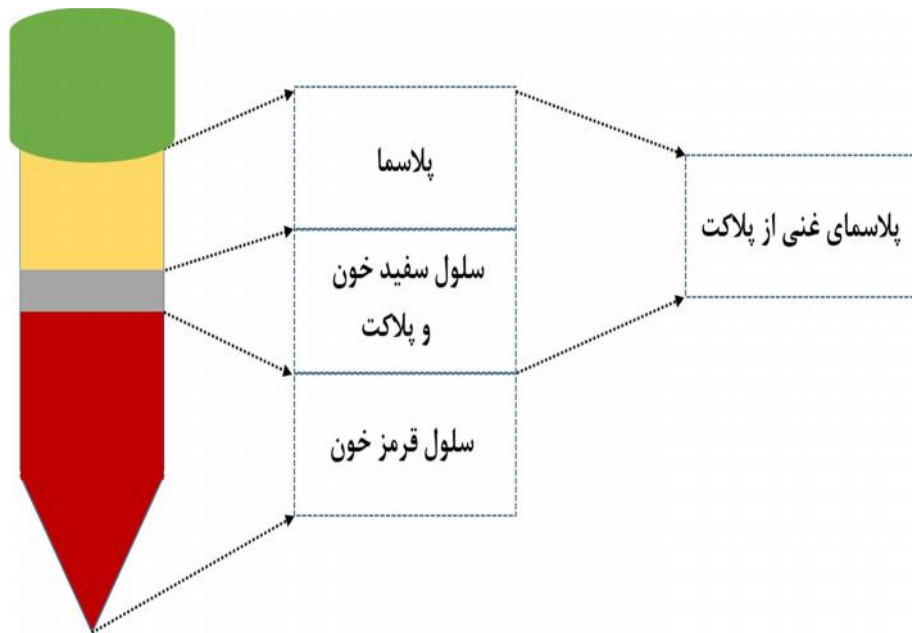 پلاسما
سلول سفید خون
و پلاکت
سلول قرمز خون
پلاسمای غنی از پلاکت